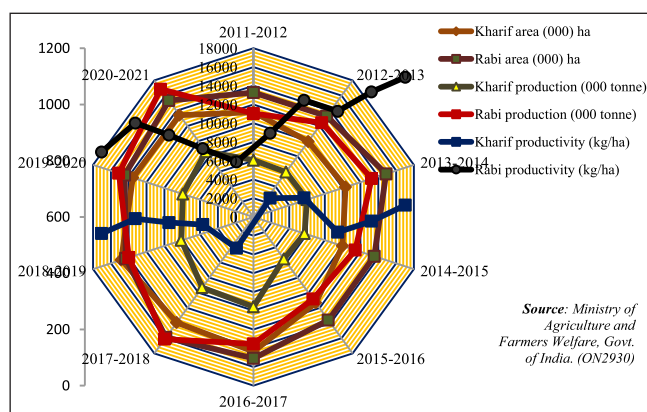 1200
1000
800
600
400
200
0
18000
16000
14000
12000
10000
8000
6000
4000
2000
0
2011-2012
2012-2013
2013-2014
2014-2015
2015-2016
2016-2017
2017-2018
2018-2019
2019-2020
2020-2021
Kharif area (000) ha
Rabi area (000) ha
Kharif production (000 tonne)
Rabi production (000 tonne)
Kharif productivity (kg/ha)
Rabi productivity (kg/ha)
Source: Ministry of
Agriculture and
Farmers Welfare, Govt.
of India. (ON2930)